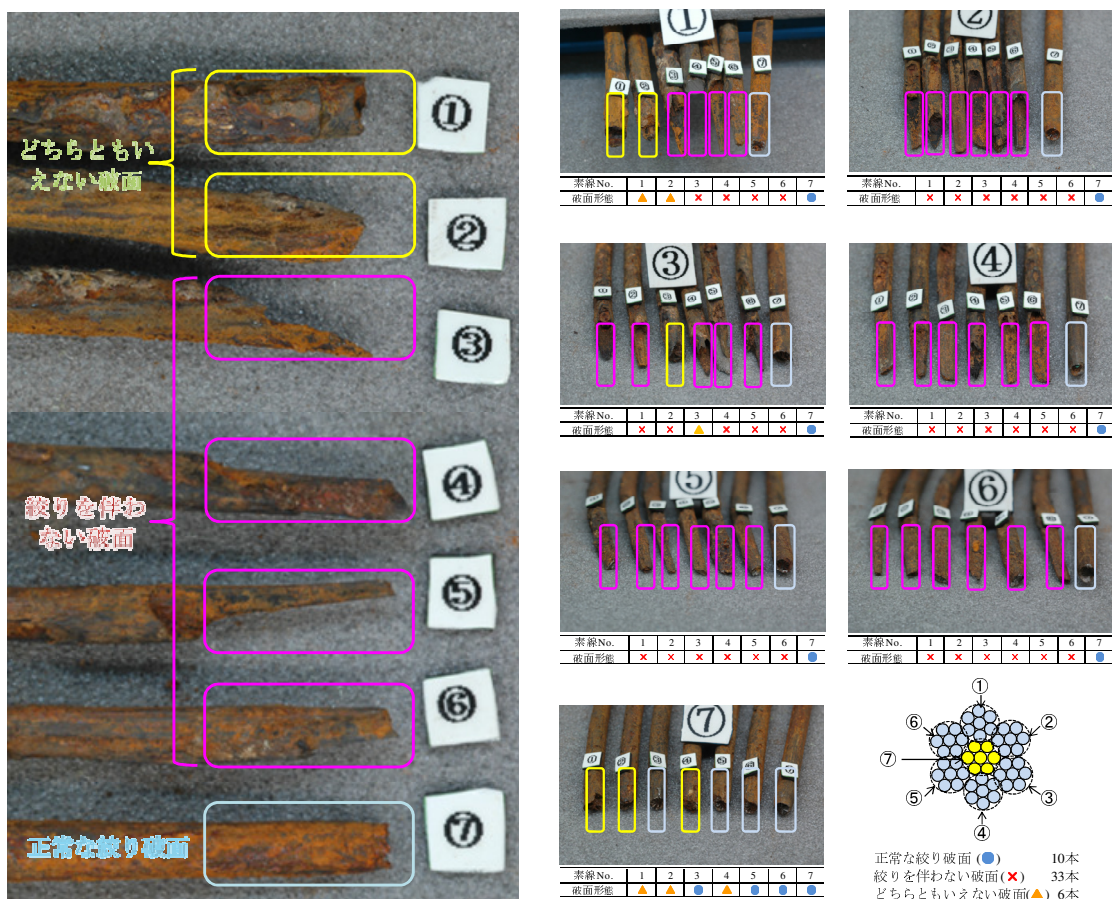 ①
どちらともい
えない破面
②
③
④
絞りを伴わ
ない破面
⑤
⑥
正常な絞り破面
⑦
①
① ② ③ ④ ⑤ ⑥ ⑦
素線No. 1 2 3 4 5 6 7
破面形態 ▲ ▲ × × × × ●
②
素線No. 1 2 3 4 5 6 7
破面形態 × × × × × × ●
③
素線No. 1 2 3 4 5 6 7
破面形態 × × ▲ × × × ●
④
素線No. 1 2 3 4 5 6 7
破面形態 × × × × × × ●
⑤
素線No. 1 2 3 4 5 6 7
破面形態 × × × × × × ●
⑥
素線No. 1 2 3 4 5 6 7
破面形態 × × × × × × ●
⑦
素線No. 1 2 3 4 5 6 7
破面形態 ▲ ▲ ● ▲ ● ● ●
①
⑥ ②
⑦
⑤ ③
④
正常な絞り破面(●) 10本
絞りを伴わない破面(×) 33本
どちらともいえない破面(▲) 6本